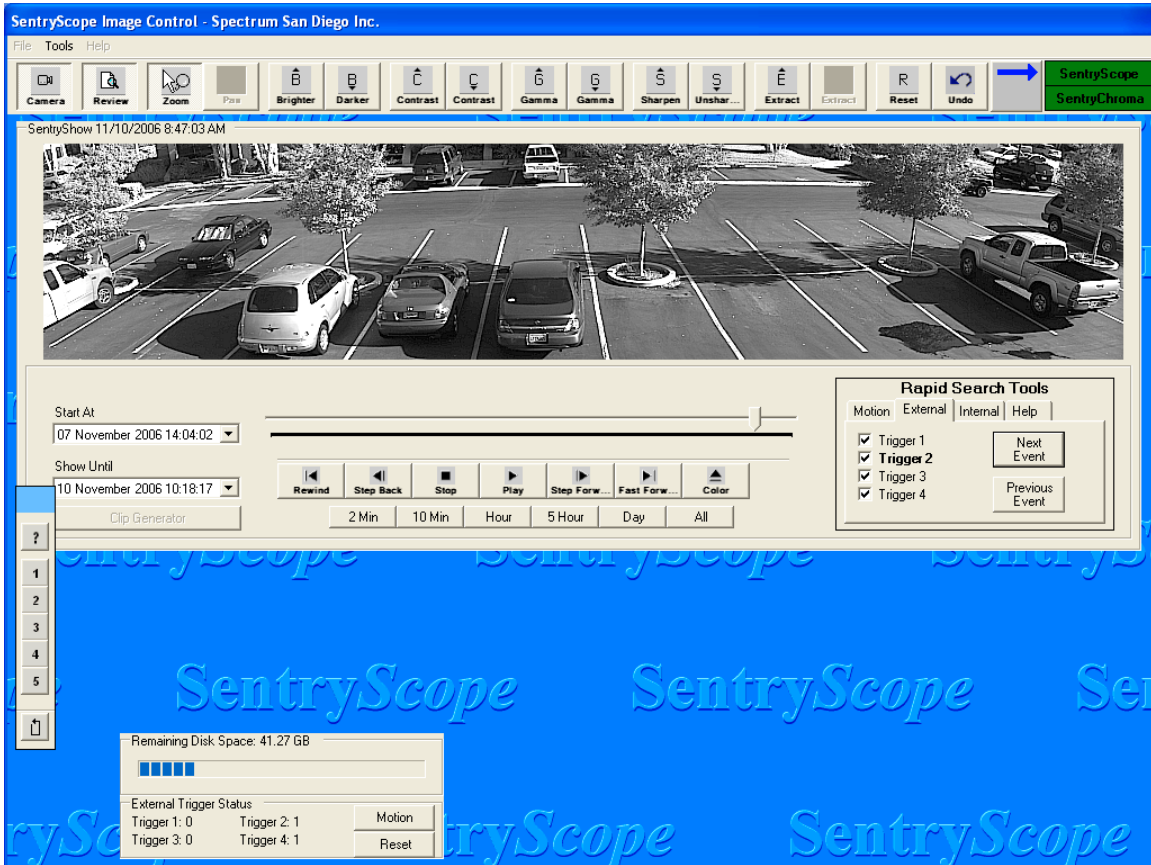 SentryScope Image Control - Spectrum San Diego Inc.
File Tools Help
Camera Review Zoom Pan Brighter Darker Contrast Contrast Gamma Gamma Sharpen Unshar... Extract Extract Reset Undo
B B C C G G S S E R
SentryScope
SentryChroma
SentryShow 11/10/2006 8:47:03 AM
Rapid Search Tools
Motion External Internal Help
Start At
07 November 2006 14:04:02
Trigger 1
Trigger 2
Trigger 3
Trigger 4
Next Event
Previous Event
Show Until
10 November 2006 10:18:17
Rewind Step Back Stop Play Step Forw... Fast Forw... Color
Clip Generator
2 Min 10 Min Hour 5 Hour Day All
?
1
2
3
4
5
SentryScope SentryScope
Remaining Disk Space: 41.27 GB
External Trigger Status
Trigger 1: 0 Trigger 2: 1
Trigger 3: 0 Trigger 4: 1
Motion
Reset
SentryScope